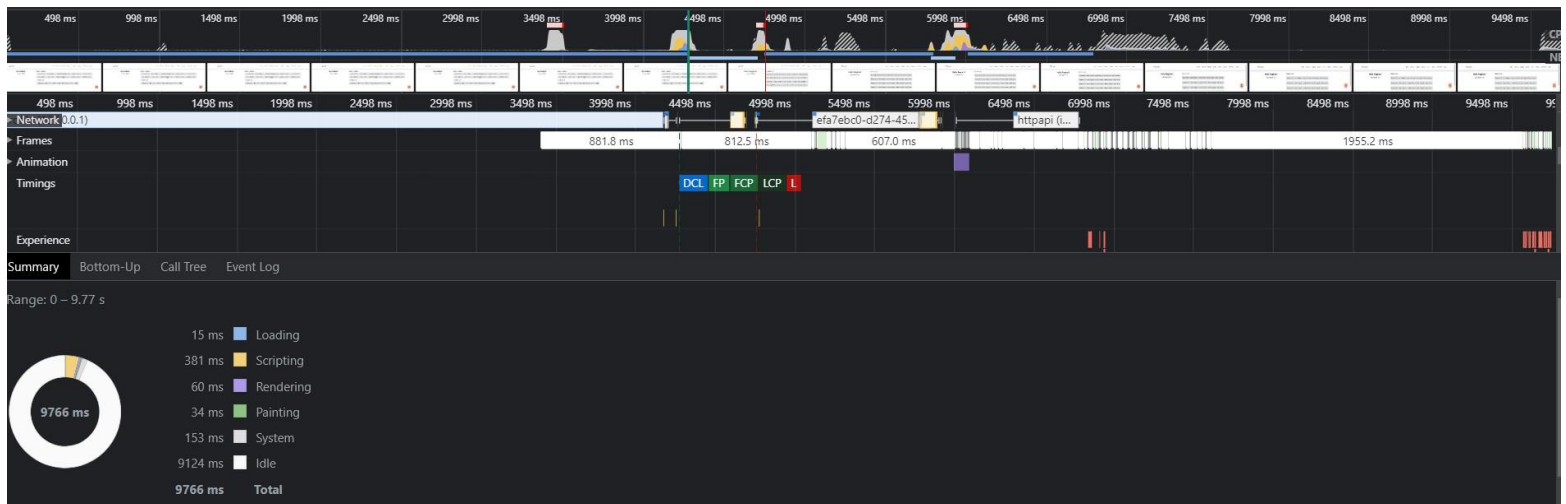 498 ms 998 ms 1498 ms 1998 ms 2498 ms 2998 ms 3498 ms 3998 ms 4498 ms 4998 ms 5498 ms 5998 ms 6498 ms 6998 ms 7498 ms 7998 ms 8498 ms 8998 ms 9498 ms
CP
NE
498 ms 998 ms 1498 ms 1998 ms 2498 ms 2998 ms 3498 ms 3998 ms 4498 ms 4998 ms 5498 ms 5998 ms 6498 ms 6998 ms 7498 ms 7998 ms 8498 ms 8998 ms 9498 ms 99
Network 0.0.1) efa7ebc0-d274-45... httpapi (i...
Frames 881.8 ms 812.5 ms 607.0 ms 1955.2 ms
Animation
Timings DCL FP FCP LCP L
Experience
Summary Bottom-Up Call Tree Event Log
Range: 0 – 9.77 s
15 ms Loading
381 ms Scripting
60 ms Rendering
9766 ms 34 ms Painting
153 ms System
9124 ms Idle
9766 ms Total